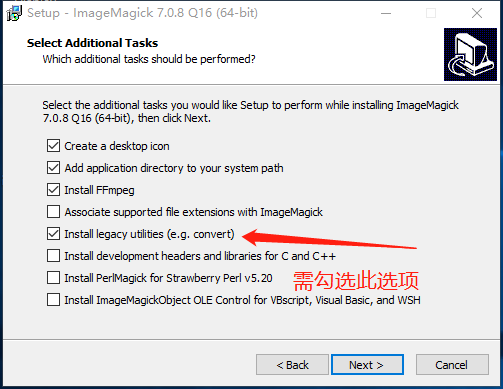 Setup - ImageMagick 7.0.8 Q16 (64-bit)
Select Additional Tasks
Which additional tasks should be performed?
Select the additional tasks you would like Setup to perform while installing ImageMagick
7.0.8 Q16 (64-bit), then click Next.
Create a desktop icon
Add application directory to your system path
Install FFmpeg
Associate supported file extensions with ImageMagick
Install legacy utilities (e.g. convert)
Install development headers and libraries for C and C++
Install PerlMagick for Strawberry Perl v5.20
需勾选此选项
Install ImageMagickObject OLE Control for VBscript, Visual Basic, and WSH
< Back
Next >
Cancel